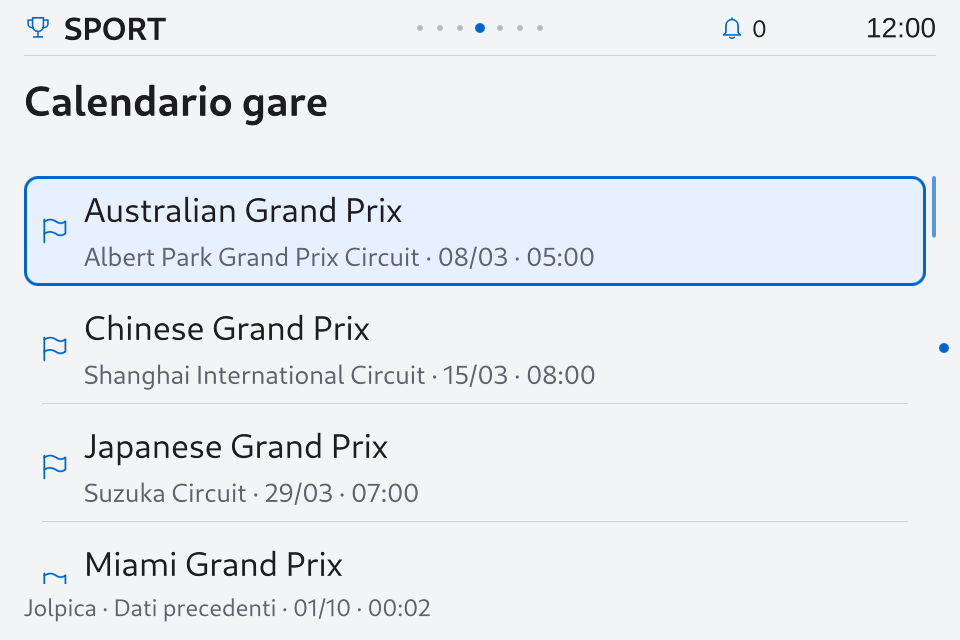 SPORT
0
12:00
Calendario gare
Australian Grand Prix
Albert Park Grand Prix Circuit · 08/03 · 05:00
Chinese Grand Prix
Shanghai International Circuit · 15/03 · 08:00
Japanese Grand Prix
Suzuka Circuit · 29/03 · 07:00
Miami Grand Prix
Jolpica · Dati precedenti · 01/10 · 00:02